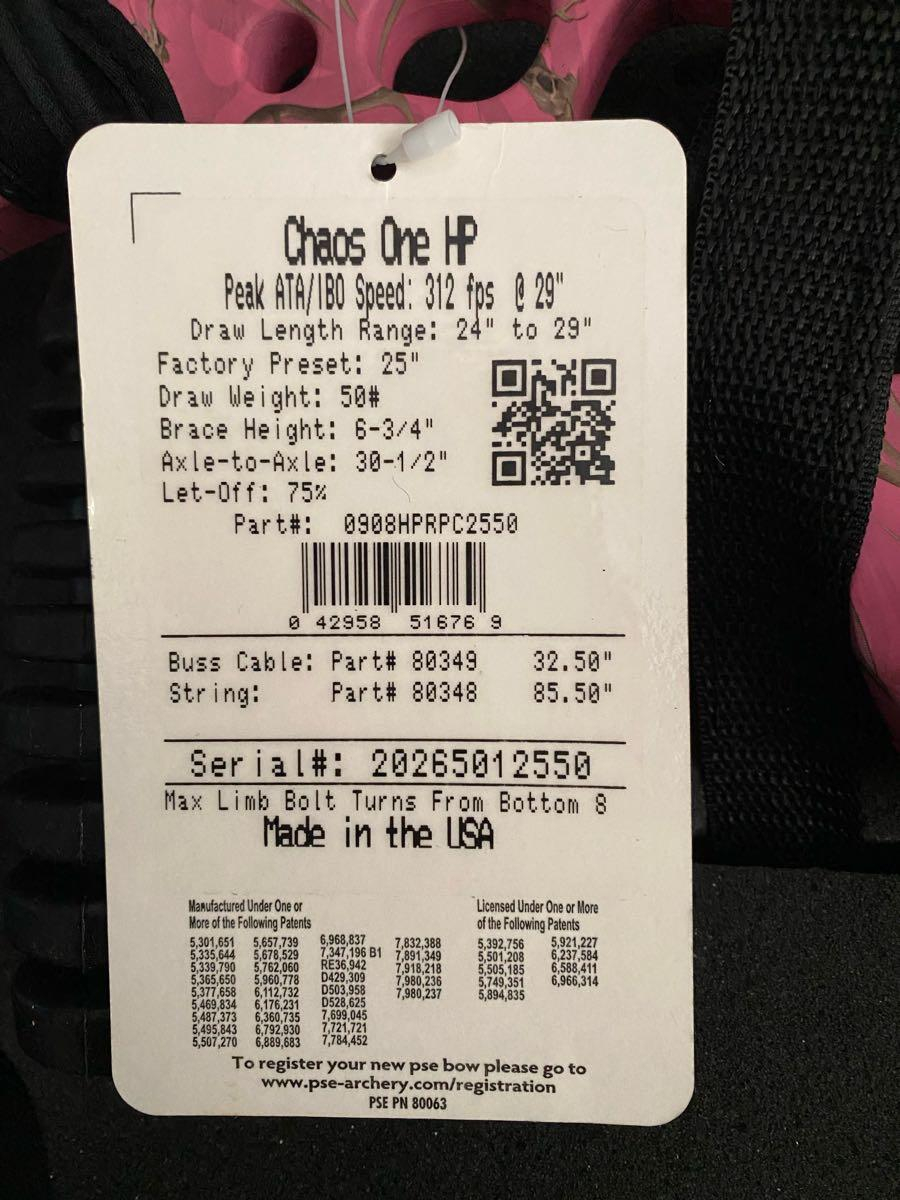 Chaos One HP
Peak ATA/IBO Speed: 312 fps @ 29"
Draw Length Range: 24" to 29"
Factory Preset: 25"
Draw Weight: 50#
Brace Height: 6-3/4"
Axle-to-Axle: 30-1/2"
Let-Off: 75%
Part#: 0908HPRPC2550
0 42958 51676 9
Buss Cable: Part# 80349 32.50"
String: Part# 80348 85.50"
Serial#: 20265012550
Max Limb Bolt Turns From Bottom 8
Made in the USA
Manufactured Under One or
More of the Following Patents
5,301,651 5,657,739 6,968,837 7,832,388
5,335,644 5,678,529 7,347,196 B1 7,891,349
5,339,790 5,762,060 RE36,942 7,918,218
5,365,650 5,960,778 D429,309 7,980,236
5,377,658 6,112,732 D503,958 7,980,237
5,469,834 6,176,231 D528,625
5,487,373 6,360,735 7,699,045
5,495,843 6,792,930 7,721,721
5,507,270 6,889,683 7,784,452
Licensed Under One or More
of the Following Patents
5,392,756 5,921,227
5,501,208 6,237,584
5,505,185 6,588,411
5,749,351 6,966,314
5,894,835
To register your new pse bow please go to
www.pse-archery.com/registration
PSE PN 80063